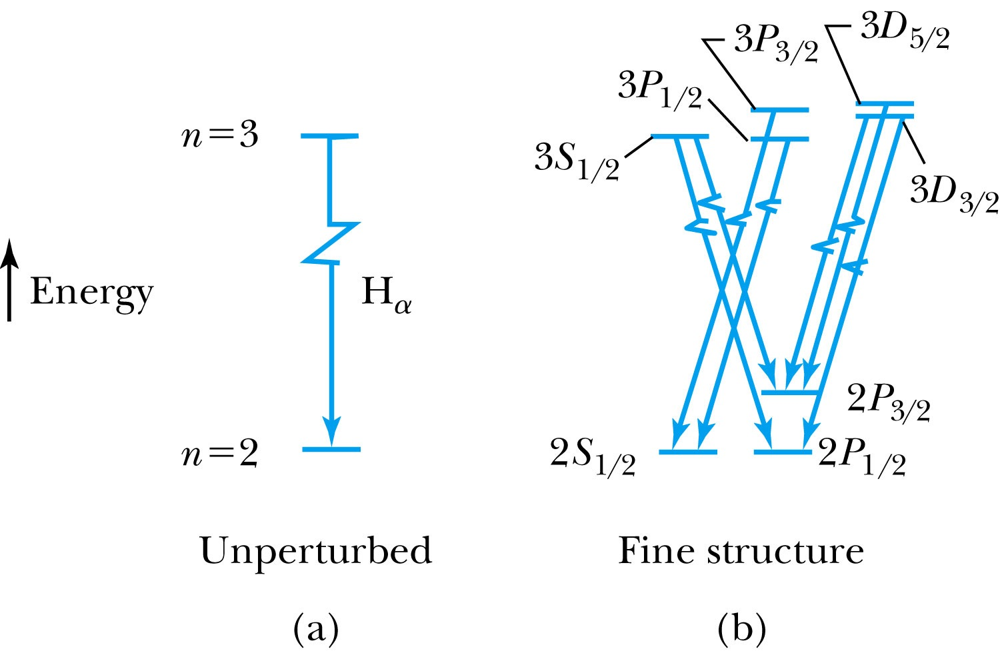 n=3
Energy
Hα
n=2
Unperturbed
(a)
3P3/2
3D5/2
3P1/2
3S1/2
3D3/2
2P3/2
2S1/2
2P1/2
Fine structure
(b)